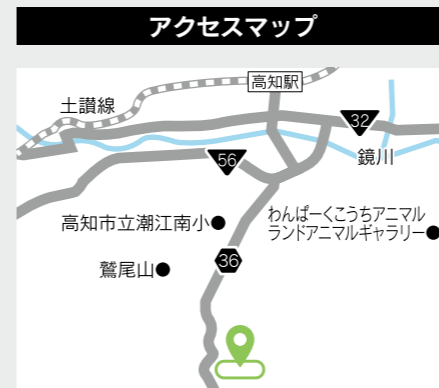 アクセスマップ
高知駅
土讃線
32
鏡川
56
高知市立潮江南小
わんぱーくこうちアニマル
ランドアニマルギャラリー
鷲尾山
36